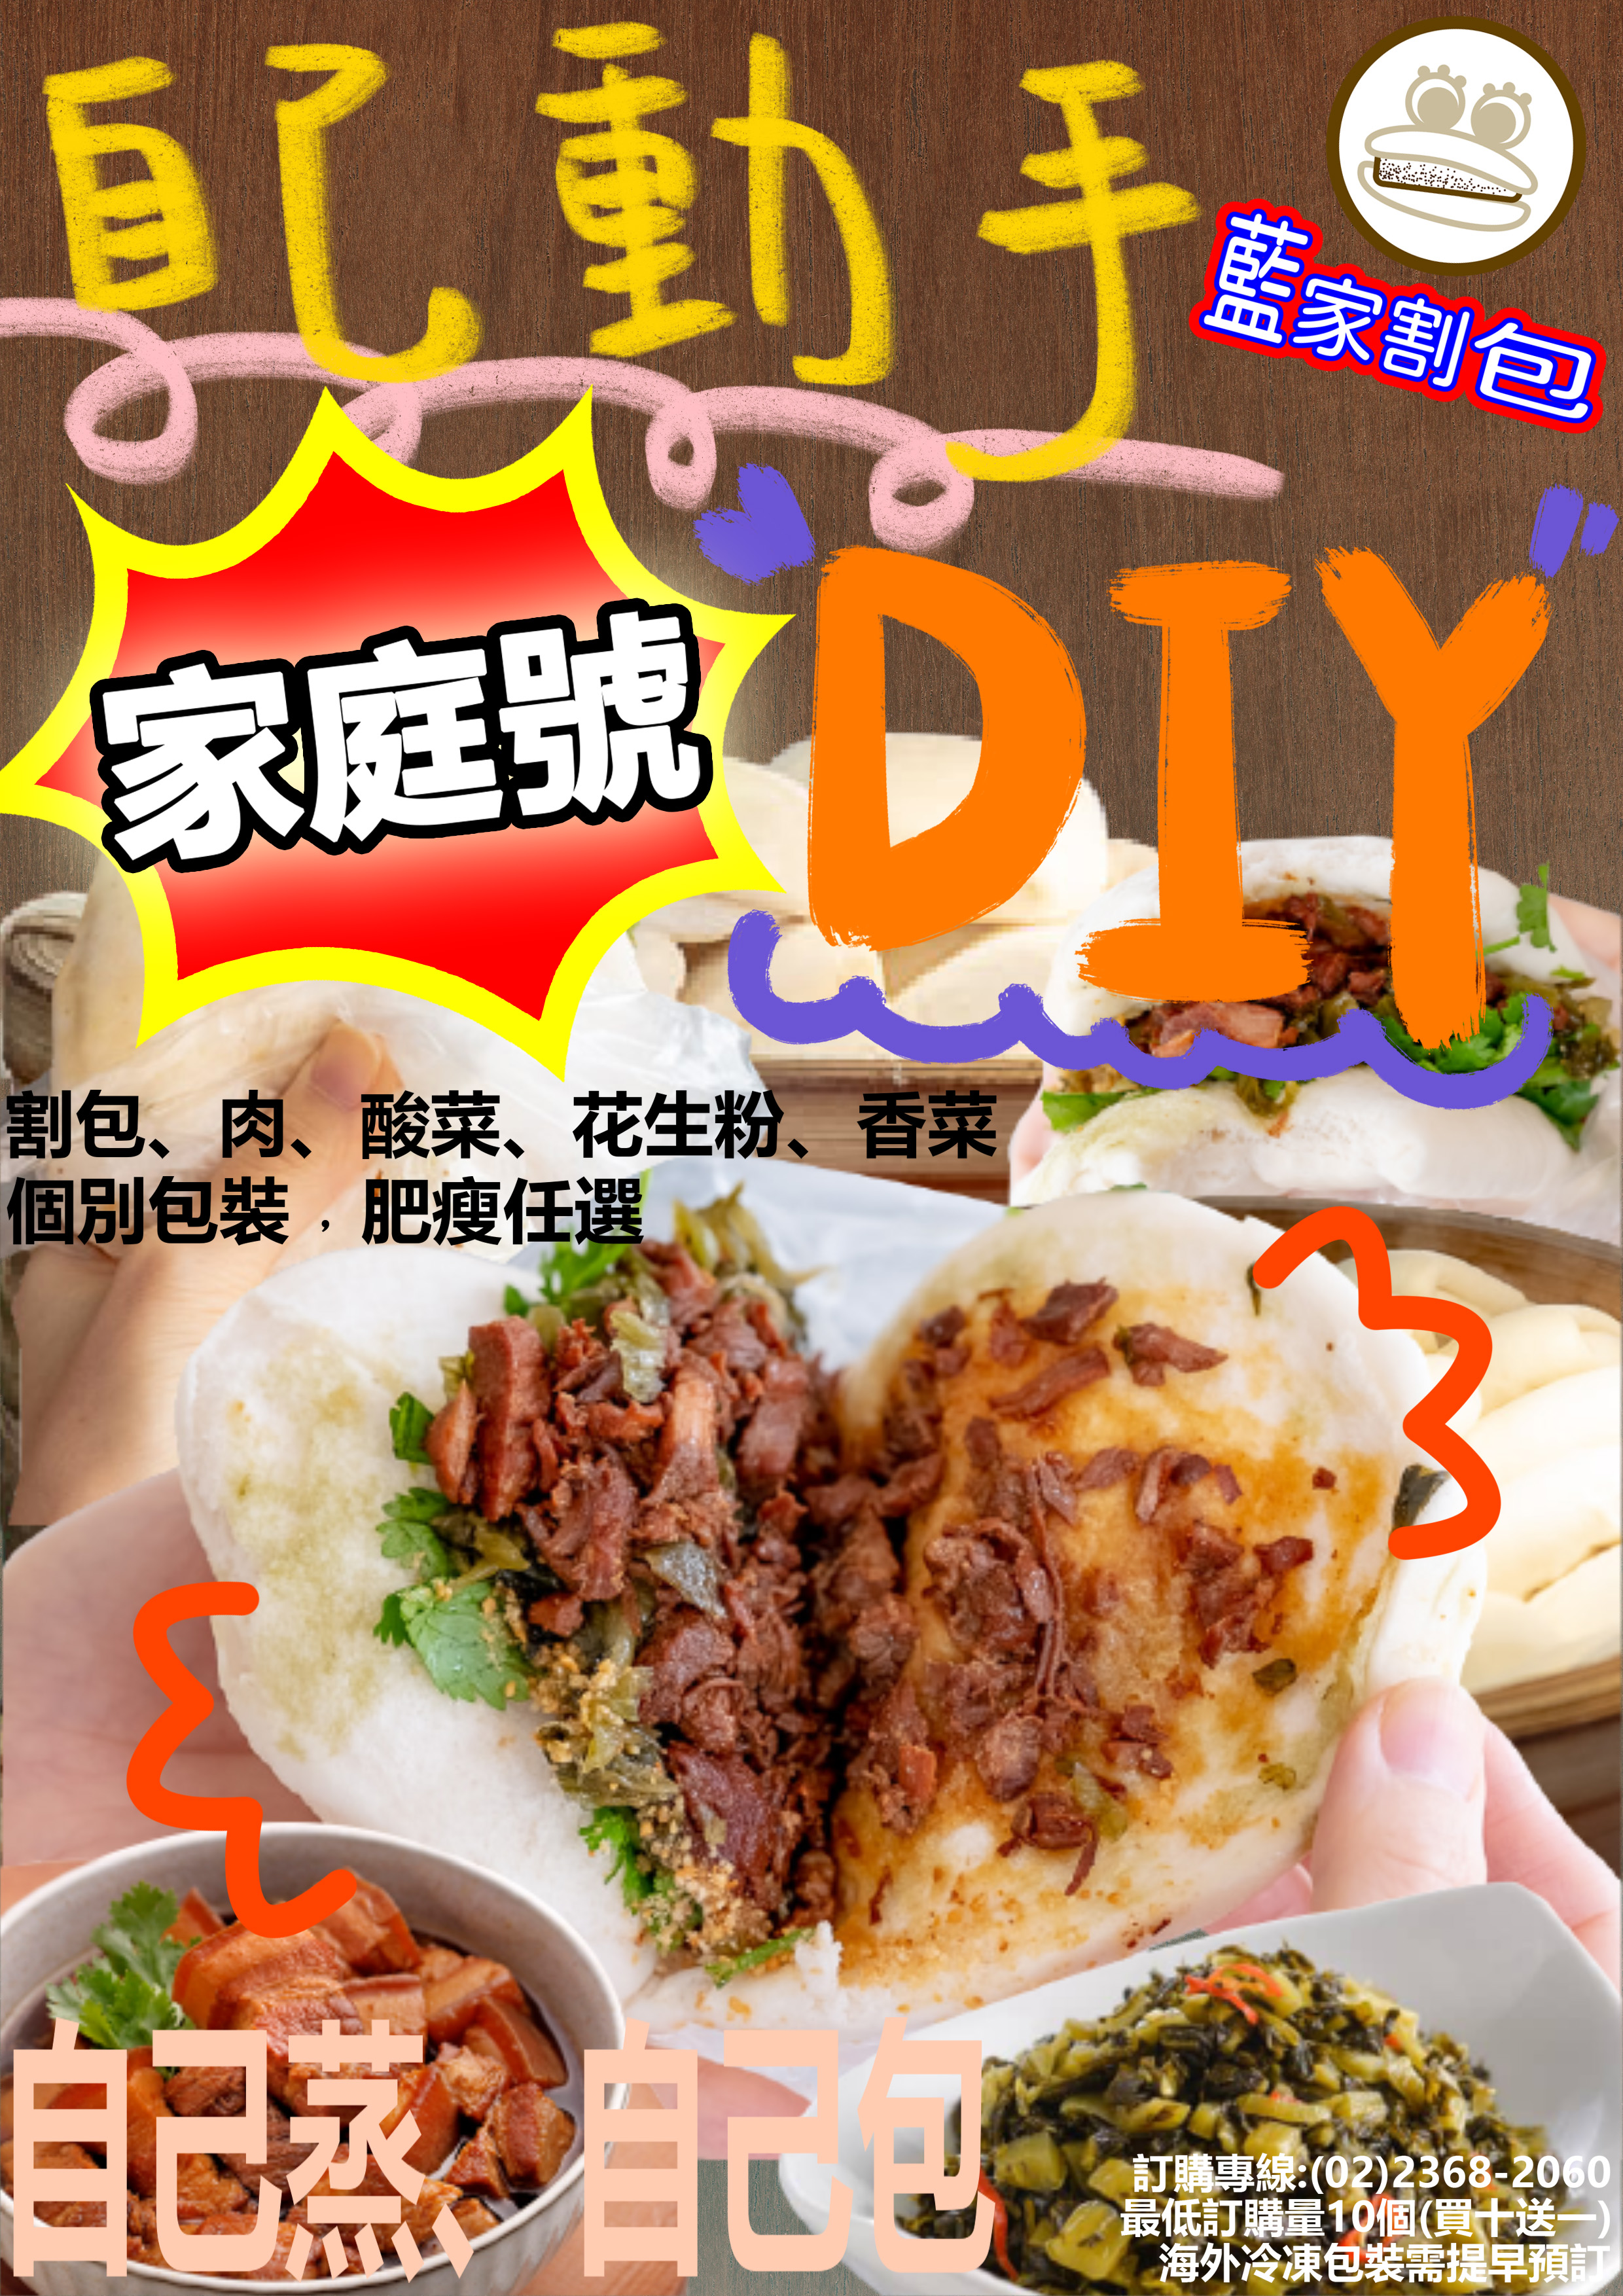 自己動手
藍家割包
"DIY"
家庭號
割包、肉、酸菜、花生粉、香菜
個別包裝，肥瘦任選
自己蒸 自己包
訂購專線:(02)2368-2060
最低訂購量10個(買十送一)
海外冷凍包裝需提早預訂